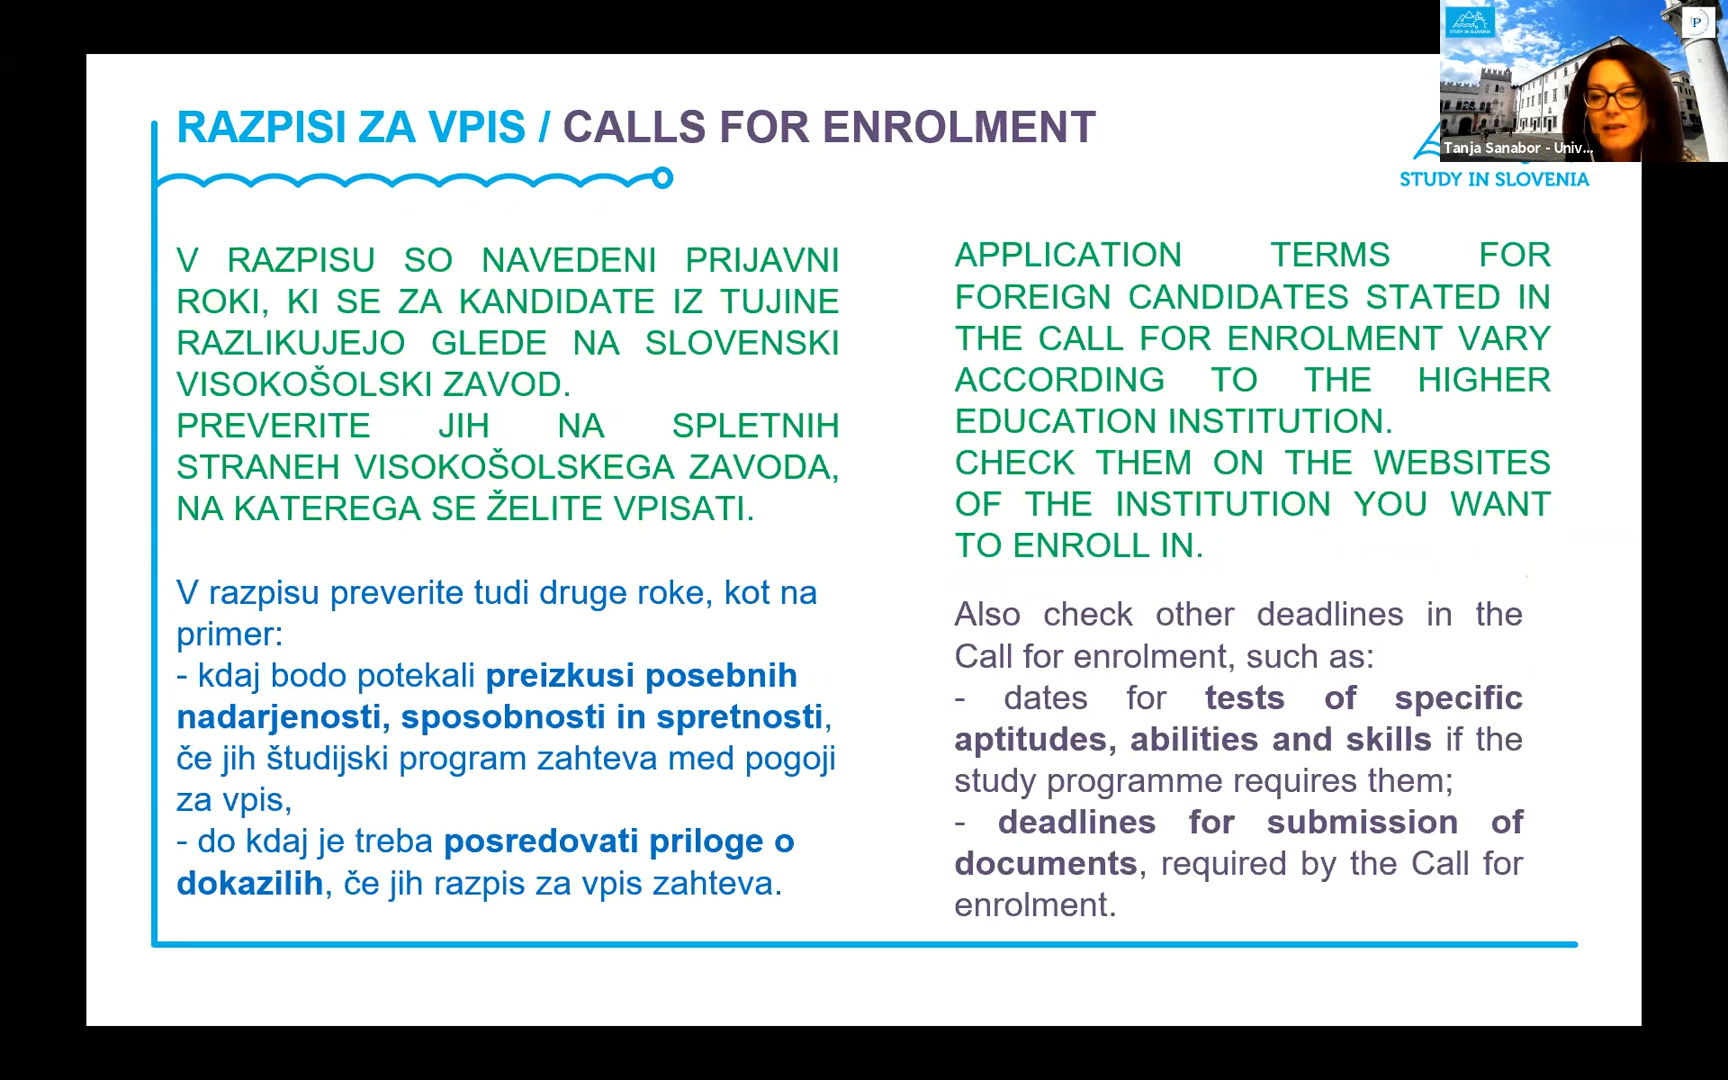 RAZPISI ZA VPIS / CALLS FOR ENROLMENT
V RAZPISU SO NAVEDENI PRIJAVNI
ROKI, KI SE ZA KANDIDATE IZ TUJINE
RAZLIKUJEJO GLEDE NA SLOVENSKI
VISOKOŠOLSKI ZAVOD.
PREVERITE JIH NA SPLETNIH
STRANEH VISOKOŠOLSKEGA ZAVODA,
NA KATEREGA SE ŽELITE VPISATI.
V razpisu preverite tudi druge roke, kot na
primer:
- kdaj bodo potekali preizkusi posebnih
nadarjenosti, sposobnosti in spretnosti,
če jih študijski program zahteva med pogoji
za vpis,
- do kdaj je treba posredovati priloge o
dokazilih, če jih razpis za vpis zahteva.
APPLICATION TERMS FOR
FOREIGN CANDIDATES STATED IN
THE CALL FOR ENROLMENT VARY
ACCORDING TO THE HIGHER
EDUCATION INSTITUTION.
CHECK THEM ON THE WEBSITES
OF THE INSTITUTION YOU WANT
TO ENROLL IN.
Also check other deadlines in the
Call for enrolment, such as:
- dates for tests of specific
aptitudes, abilities and skills if the
study programme requires them;
- deadlines for submission of
documents, required by the Call for
enrolment.
STUDY IN SLOVENIA
P
Tanja Sanabor - Univ...
STUDY IN SLOVENIA